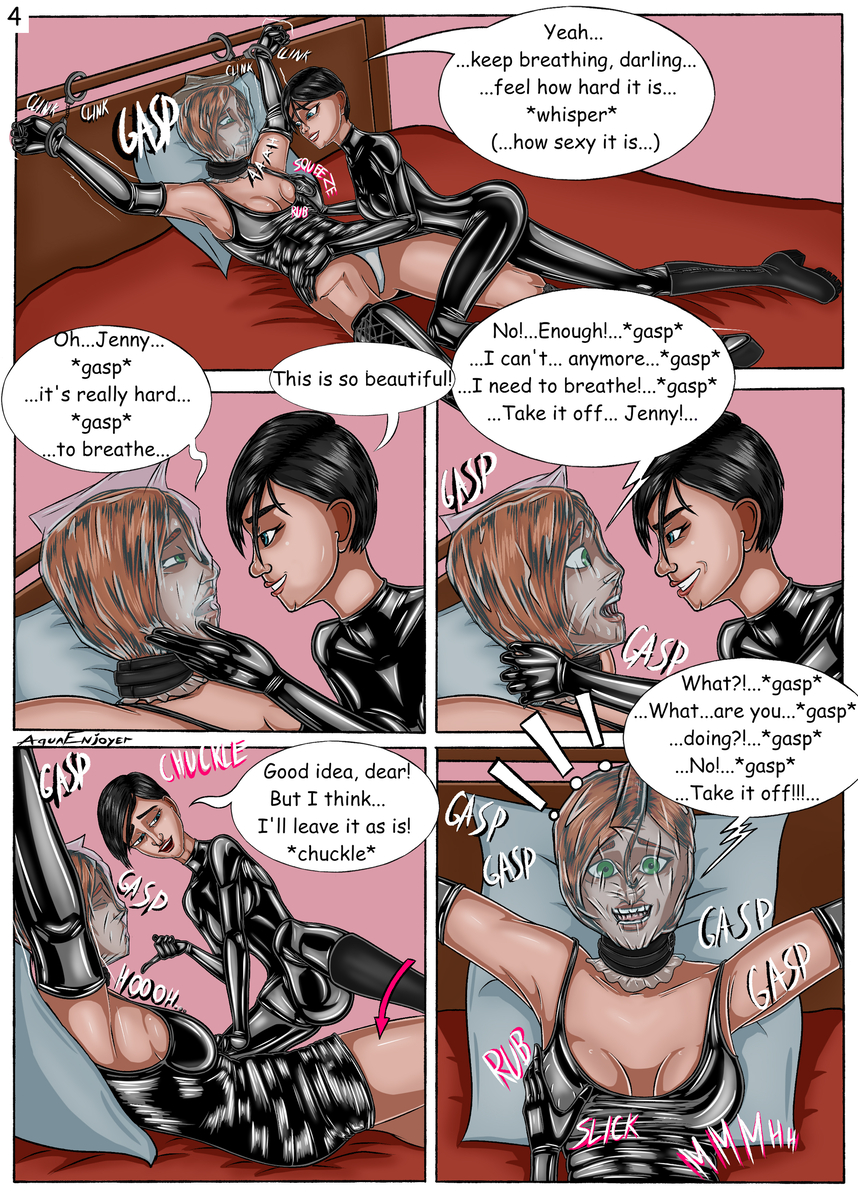 4
Yeah...
...keep breathing, darling...
...feel how hard it is...
*whisper*
(...how sexy it is...)
CLINK
CLINK
CLINK
CLINK
GASP
AAAH
SQUEEZE
RUB
Oh...Jenny...
*gasp*
...it's really hard...
*gasp*
...to breathe...
This is so beautiful!
No!...Enough!...*gasp*
...I can't... anymore...*gasp*
...I need to breathe!...*gasp*
...Take it off... Jenny!...
GASP
GASP
AquaEnjoyer
GASP
CHUCKLE
Good idea, dear!
But I think...
I'll leave it as is!
*chuckle*
GASP
HOOOH...
What?!...*gasp*
...What...are you...*gasp*
...doing?!...*gasp*
...No!...*gasp*
...Take it off!!!...
!!!
GASP
GASP
GASP
GASP
RUB
SLICK
MMMHH